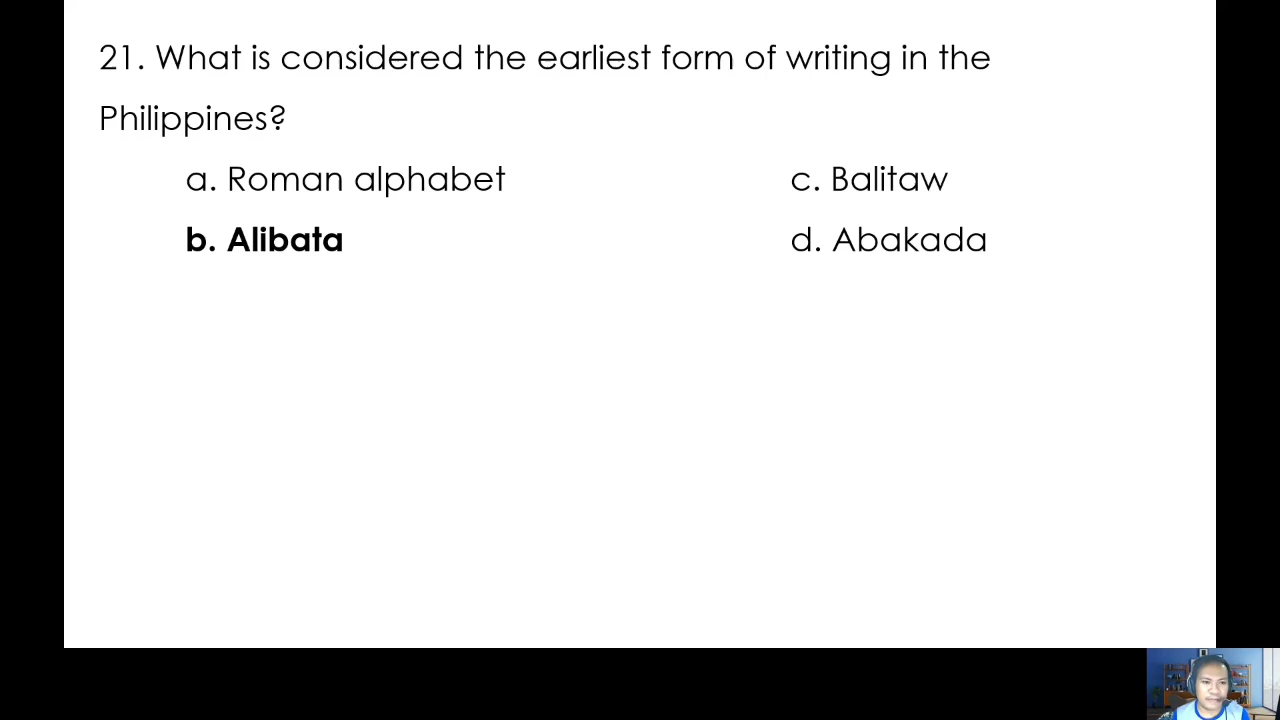 21. What is considered the earliest form of writing in the
Philippines?
a. Roman alphabet c. Balitaw
b. Alibata d. Abakada